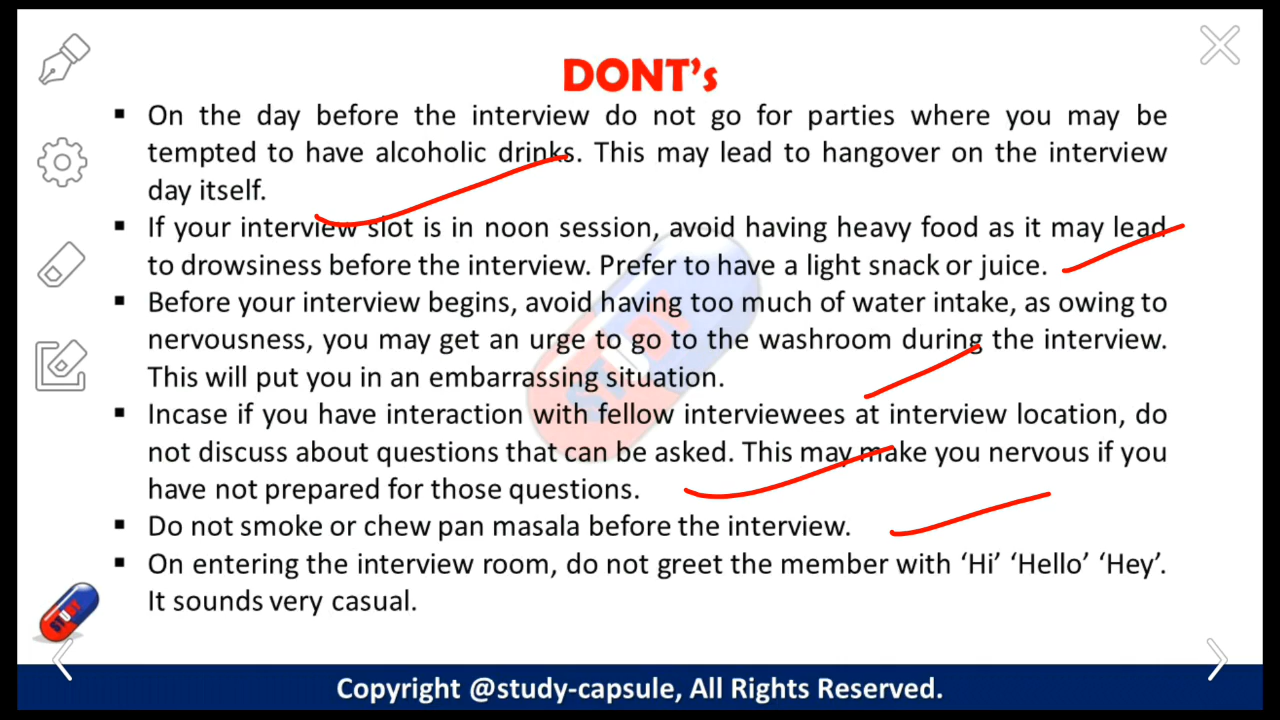 DONT's
▪ On the day before the interview do not go for parties where you may be
tempted to have alcoholic drinks. This may lead to hangover on the interview
day itself.
▪ If your interview slot is in noon session, avoid having heavy food as it may lead
to drowsiness before the interview. Prefer to have a light snack or juice.
▪ Before your interview begins, avoid having too much of water intake, as owing to
nervousness, you may get an urge to go to the washroom during the interview.
This will put you in an embarrassing situation.
▪ Incase if you have interaction with fellow interviewees at interview location, do
not discuss about questions that can be asked. This may make you nervous if you
have not prepared for those questions.
▪ Do not smoke or chew pan masala before the interview.
▪ On entering the interview room, do not greet the member with ‘Hi’ ‘Hello’ ‘Hey’.
It sounds very casual.
STUDY
STUDY
Copyright @study-capsule, All Rights Reserved.